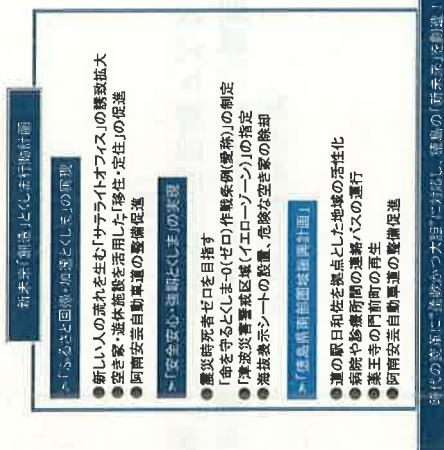 新未来「創造」とくしま行動計画
「ふるさと回帰・加速とくしま」の実現
●新しい人の流れを生む「サテライトオフィス」の誘致拡大
●空き家・遊休施設を活用した「移住・定住」の促進
●阿南安芸自動車道の整備促進
「安全安心・強靱とくしま」の実現
●震災時死者ゼロを目指す
「命を守るとくしま-0(ゼロ)作戦条例(愛称)」の制定
●「津波災害警戒区域(イエローゾーン)」の指定
●海抜表示シートの設置、危険な空き家の除却
「徳島県南部圏域振興計画」
●道の駅日和佐を拠点とした地域の活性化
●病院や診療所間の連絡バスの運行
●薬王寺の門前町の再生
●阿南安芸自動車道の整備促進